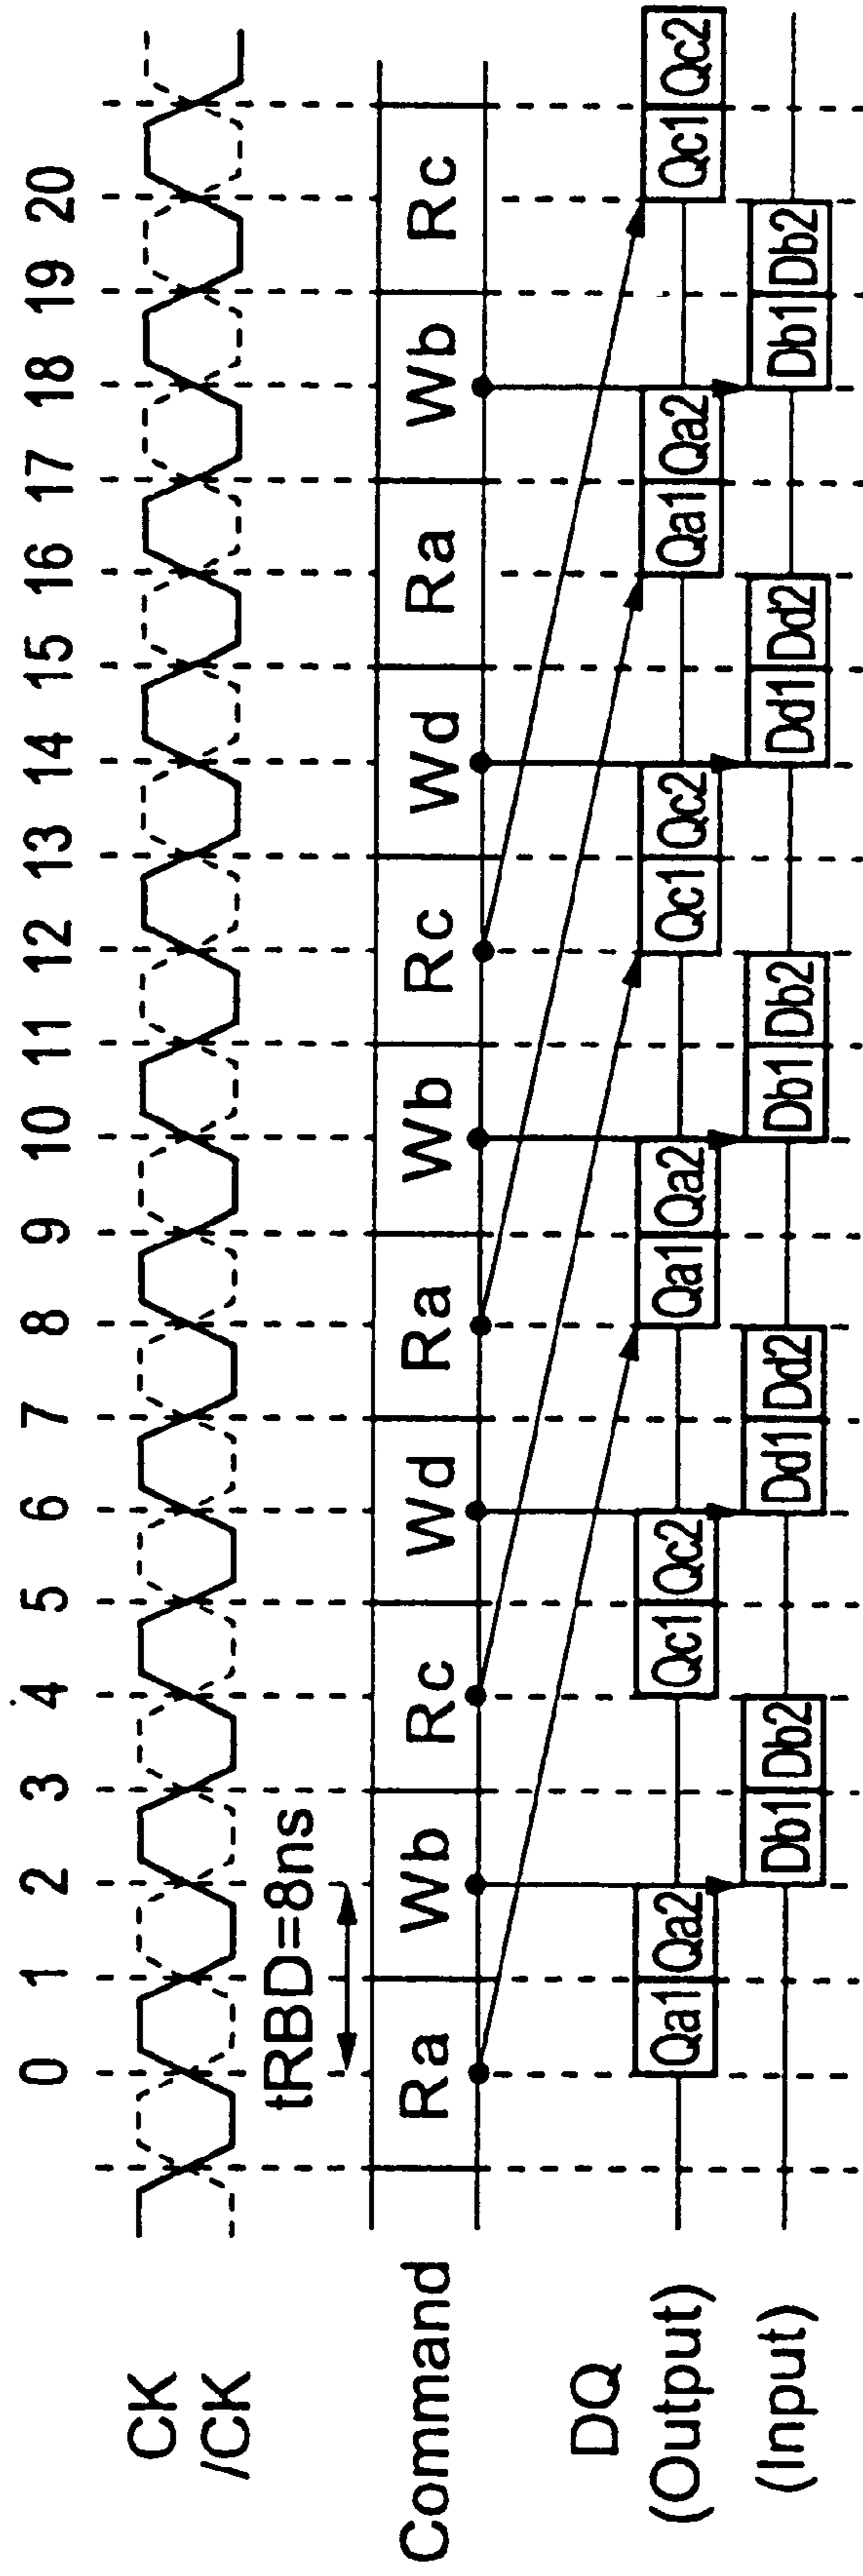 0 1 2 3 4 5 6 7 8 9 10 11 12 13 14 15 16 17 18 19 20
CK
/CK
tRBD=8ns
Command Ra Wb Rc Wd Ra Wb Rc Wd Ra Wb Rc
DQ
(Output) Qa1 Qa2 Qc1 Qc2 Qa1 Qa2 Qc1 Qc2 Qa1 Qa2 Qc1 Qc2
(Input) Db1 Db2 Dd1 Dd2 Db1 Db2 Dd1 Dd2 Db1 Db2